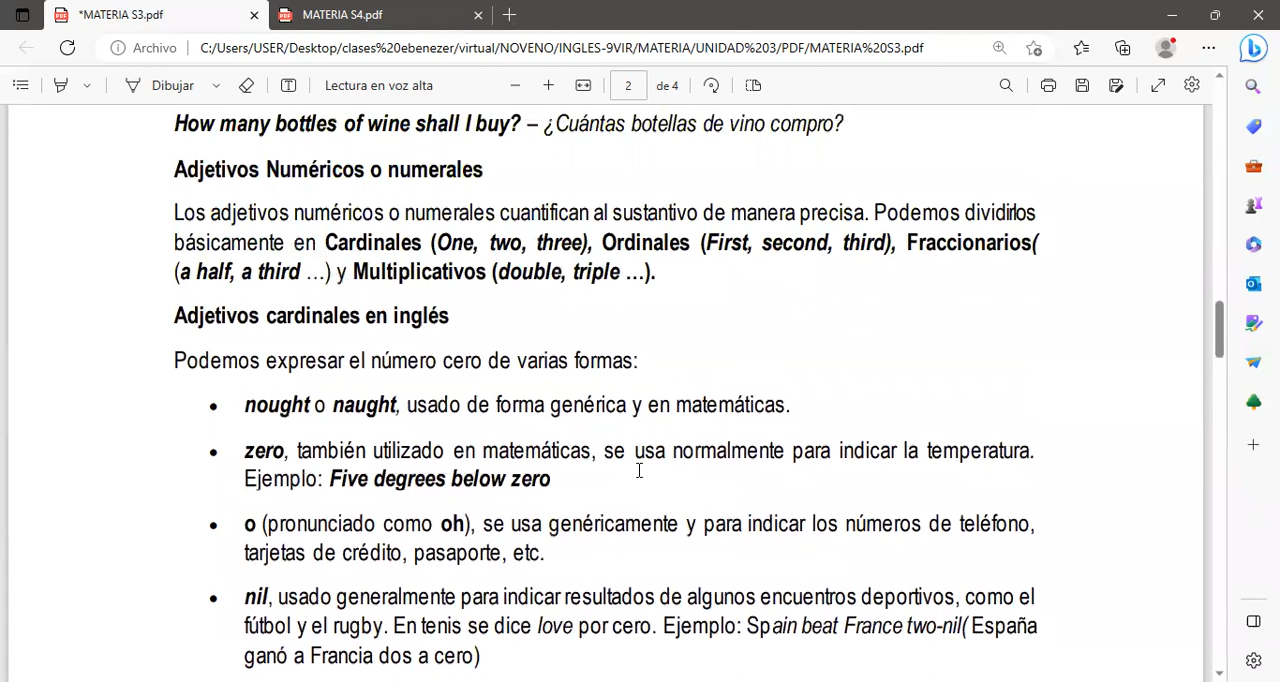 *MATERIA S3.pdf
MATERIA S4.pdf
Archivo
C:/Users/USER/Desktop/clases%20ebenezer/virtual/NOVENO/INGLES-9VIR/MATERIA/UNIDAD%203/PDF/MATERIA%20S3.pdf
Dibujar
Lectura en voz alta
2 de 4
How many bottles of wine shall I buy? – ¿Cuántas botellas de vino compro?
Adjetivos Numéricos o numerales
Los adjetivos numéricos o numerales cuantifican al sustantivo de manera precisa. Podemos dividirlos
básicamente en Cardinales (One, two, three), Ordinales (First, second, third), Fraccionarios(
(a half, a third …) y Multiplicativos (double, triple …).
Adjetivos cardinales en inglés
Podemos expresar el número cero de varias formas:
• nought o naught, usado de forma genérica y en matemáticas.
• zero, también utilizado en matemáticas, se usa normalmente para indicar la temperatura.
Ejemplo: Five degrees below zero
• o (pronunciado como oh), se usa genéricamente y para indicar los números de teléfono,
tarjetas de crédito, pasaporte, etc.
• nil, usado generalmente para indicar resultados de algunos encuentros deportivos, como el
fútbol y el rugby. En tenis se dice love por cero. Ejemplo: Spain beat France two-nil( España
ganó a Francia dos a cero)